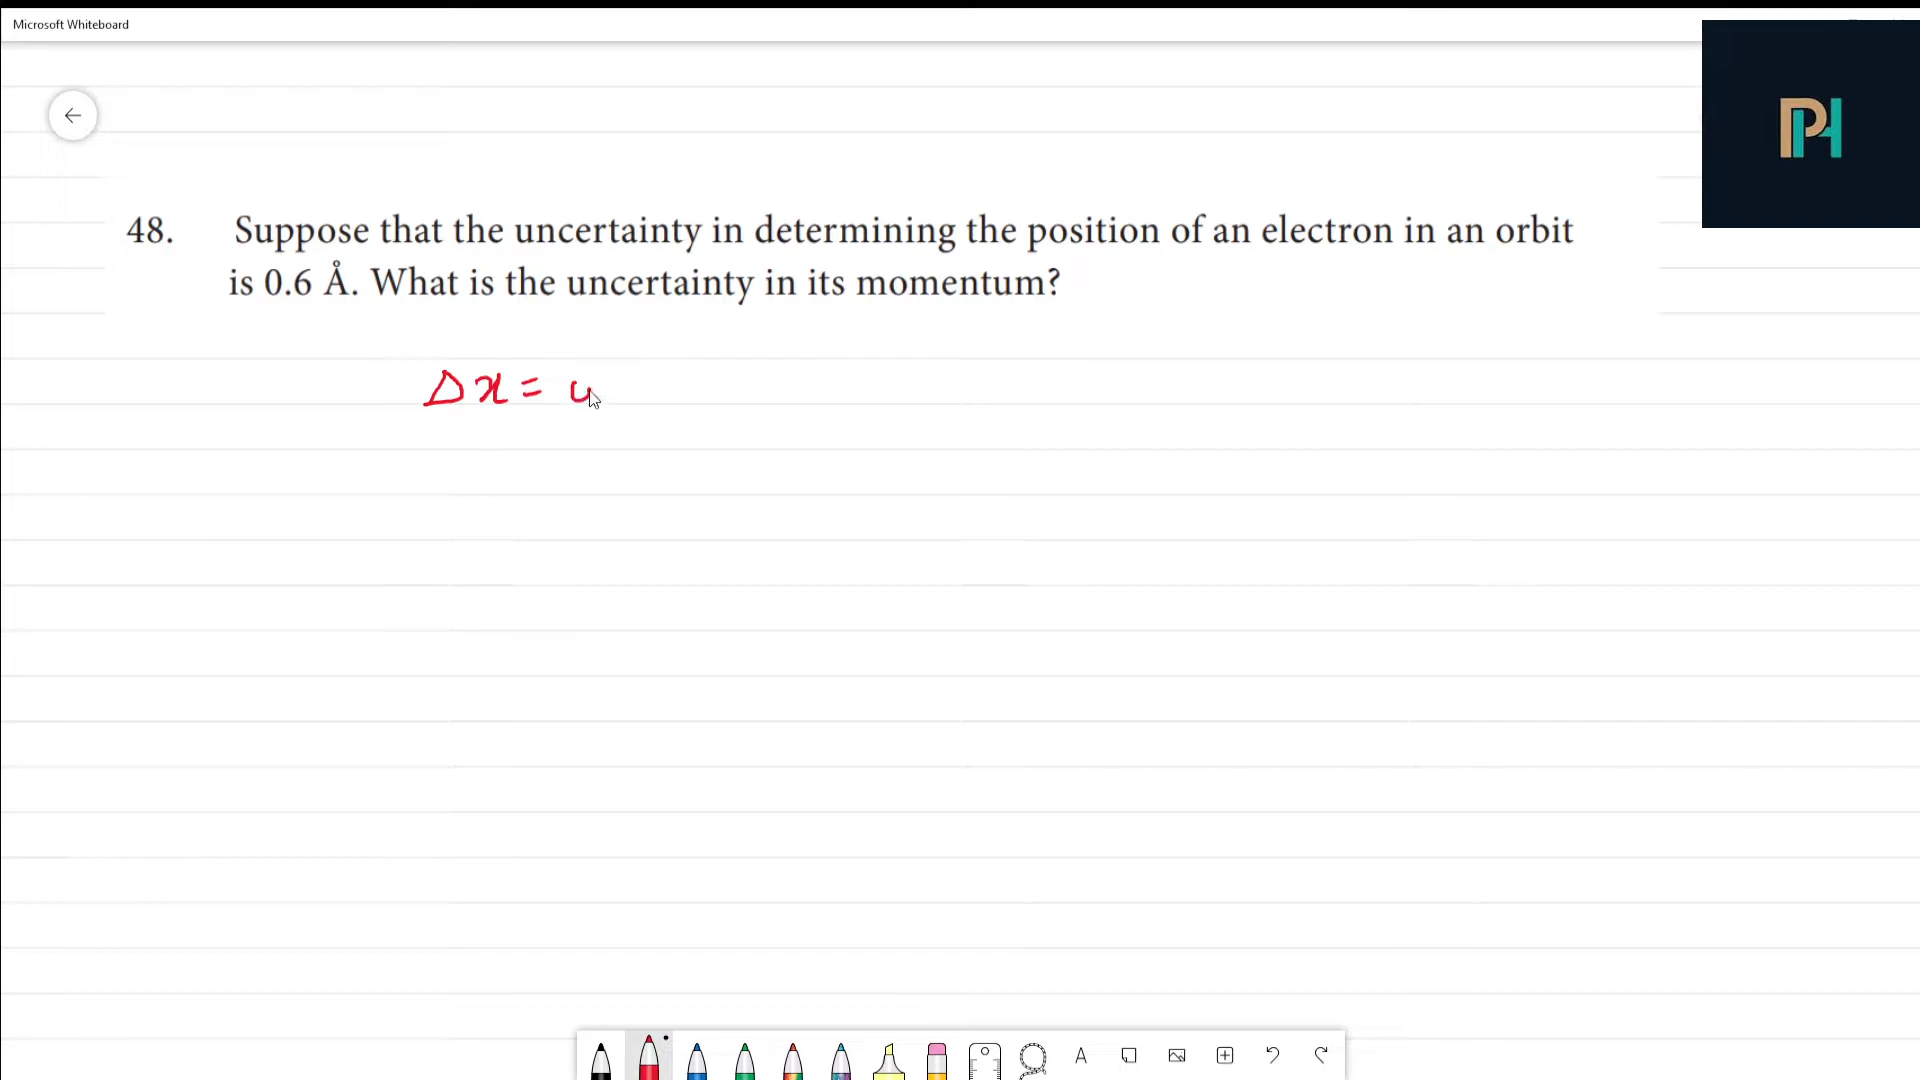 Microsoft Whiteboard
PH
48. Suppose that the uncertainty in determining the position of an electron in an orbit
is 0.6 Å. What is the uncertainty in its momentum?
Δx = u